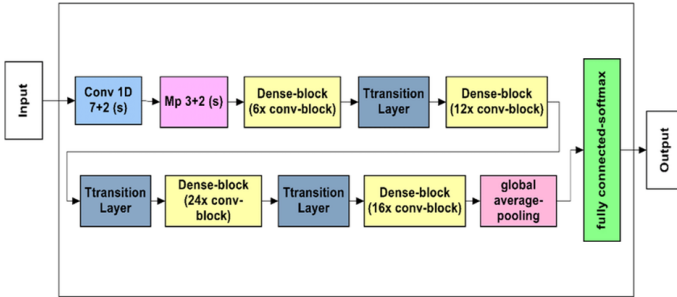 Input
Conv 1D
7+2 (s)
Mp 3+2 (s)
Dense-block
(6x conv-block)
Ttransition
Layer
Dense-block
(12x conv-block)
Ttransition
Layer
Dense-block
(24x conv-
block)
Ttransition
Layer
Dense-block
(16x conv-block)
global
average-
pooling
fully connected-softmax
Output